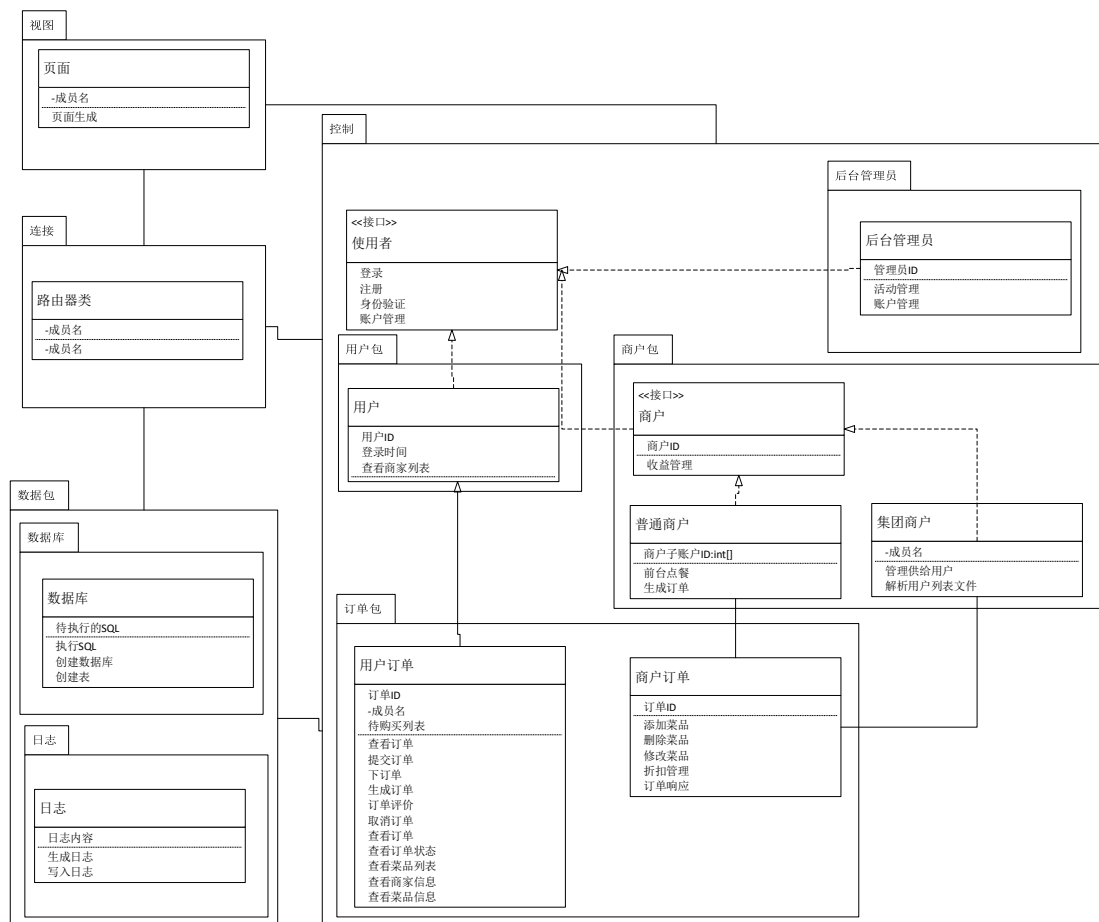 视图
页面
-成员名
页面生成
连接
路由器类
-成员名
-成员名
数据包
数据库
数据库
待执行的SQL
执行SQL
创建数据库
创建表
日志
日志
日志内容
生成日志
写入日志
控制
<<接口>>
使用者
登录
注册
身份验证
账户管理
后台管理员
后台管理员
管理员ID
活动管理
账户管理
用户包
用户
用户ID
登录时间
查看商家列表
商户包
<<接口>>
商户
商户ID
收益管理
普通商户
商户子账户ID:int[]
前台点餐
生成订单
集团商户
-成员名
管理供给用户
解析用户列表文件
订单包
用户订单
订单ID
-成员名
待购买列表
查看订单
提交订单
下订单
生成订单
订单评价
取消订单
查看订单
查看订单状态
查看菜品列表
查看商家信息
查看菜品信息
商户订单
订单ID
添加菜品
删除菜品
修改菜品
折扣管理
订单响应